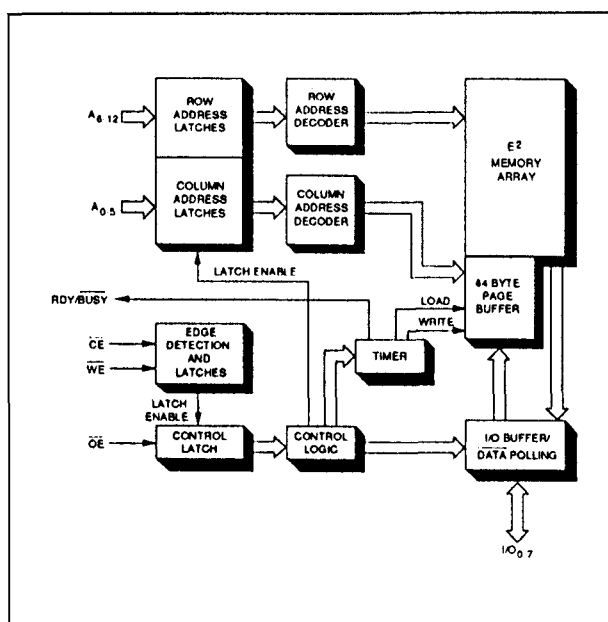 ROW
ADDRESS
LATCHES
ROW
ADDRESS
DECODER
A6-12
E2
MEMORY
ARRAY
COLUMN
ADDRESS
LATCHES
COLUMN
ADDRESS
DECODER
A0-5
LATCH ENABLE
64 BYTE
PAGE
BUFFER
RDY/BUSY
LOAD
WRITE
TIMER
CE
WE
EDGE
DETECTION
AND
LATCHES
LATCH
ENABLE
OE
CONTROL
LATCH
CONTROL
LOGIC
I/O BUFFER/
DATA POLLING
I/O0-7